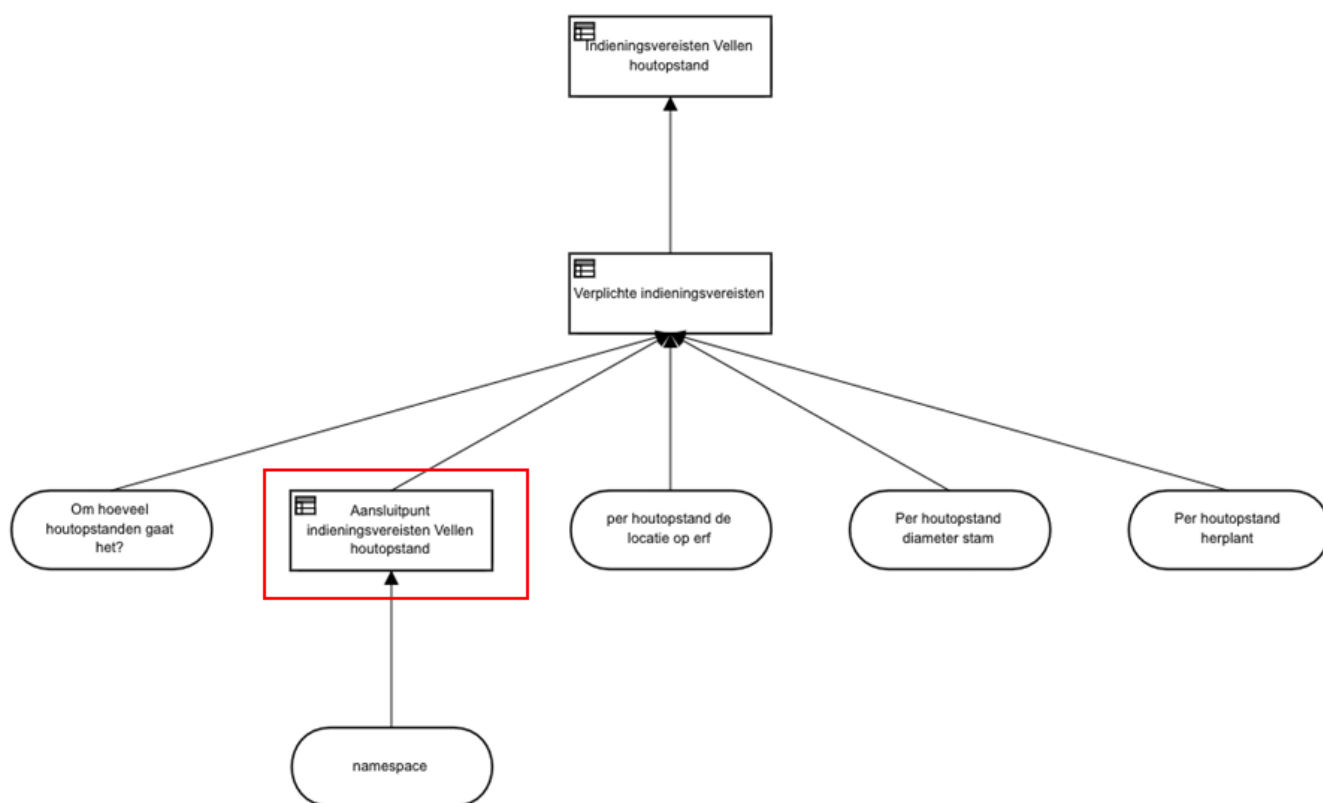 Indieningsvereisten Vellen
houtopstand
Verplichte indieningsvereisten
Om hoeveel
houtopstanden gaat
het?
Aansluitpunt
indieningsvereisten Vellen
houtopstand
per houtopstand de
locatie op erf
Per houtopstand
diameter stam
Per houtopstand
herplant
namespace